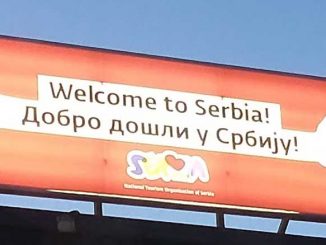 Welcome to Serbia!
Добро дошли у Србију!
National Tourism Organisation of Serbia